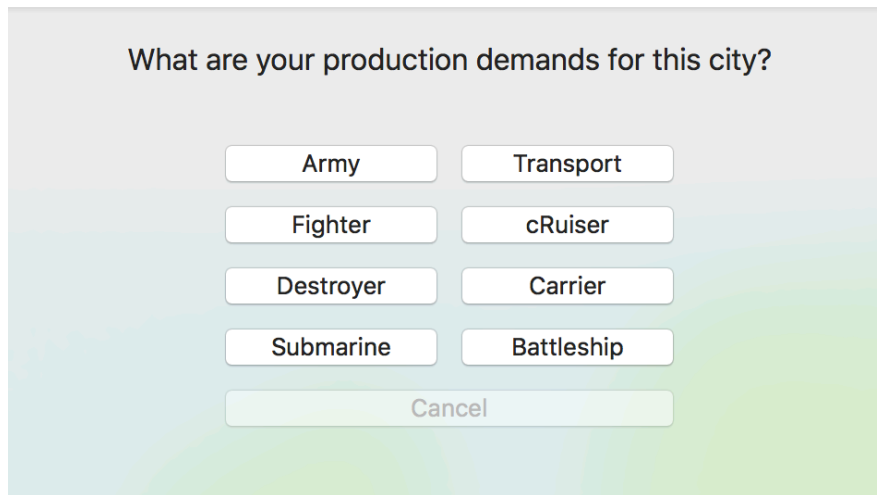 What are your production demands for this city?
Army
Transport
Fighter
cRuiser
Destroyer
Carrier
Submarine
Battleship
Cancel